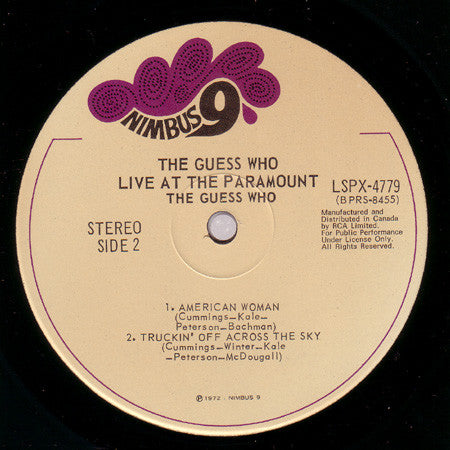 NIMBUS 9
THE GUESS WHO
LIVE AT THE PARAMOUNT
THE GUESS WHO
STEREO
SIDE 2
LSPX-4779
(BPRS-8455)
Manufactured and
Distributed in Canada
by RCA Limited.
For Public Performance
Under License Only.
All Rights Reserved.
1. AMERICAN WOMAN
(Cummings-Kale-
Peterson-Bachman)
2. TRUCKIN' OFF ACROSS THE SKY
(Cummings-Winter-Kale
-Peterson-McDougall)
℗ 1972 · NIMBUS 9